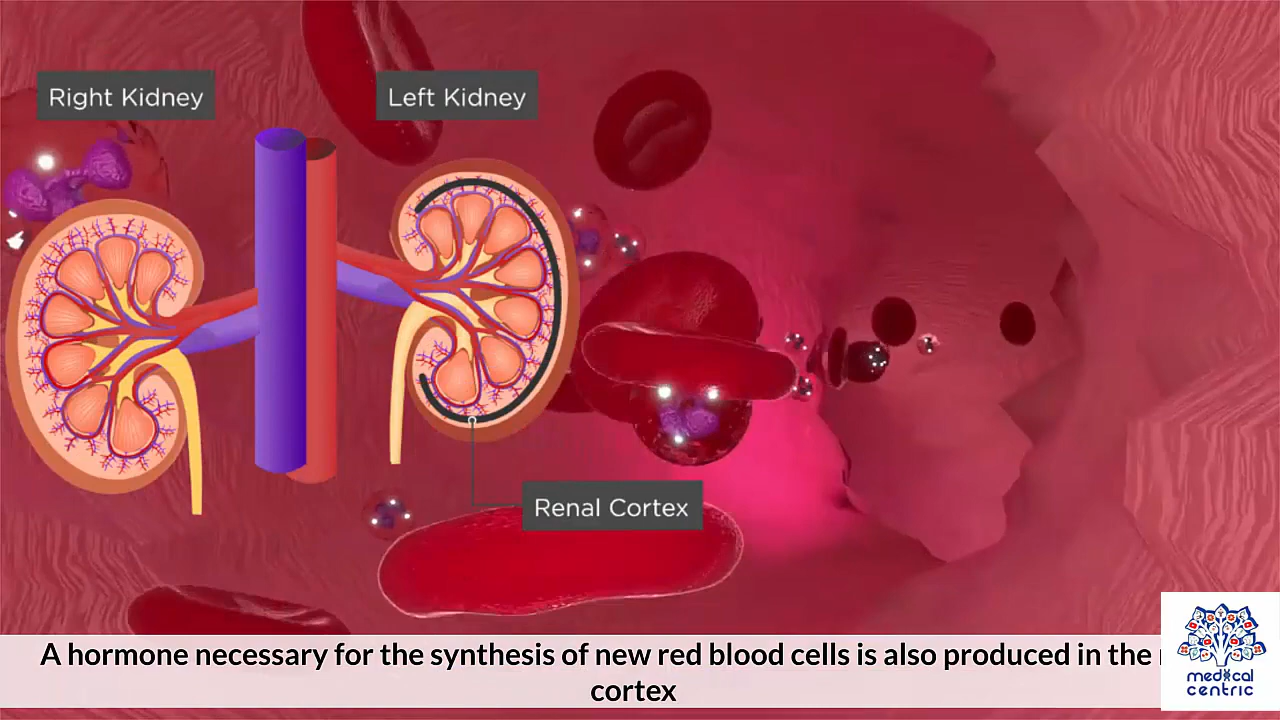 Right Kidney
Left Kidney
Renal Cortex
A hormone necessary for the synthesis of new red blood cells is also produced in the
cortex
medical
centric